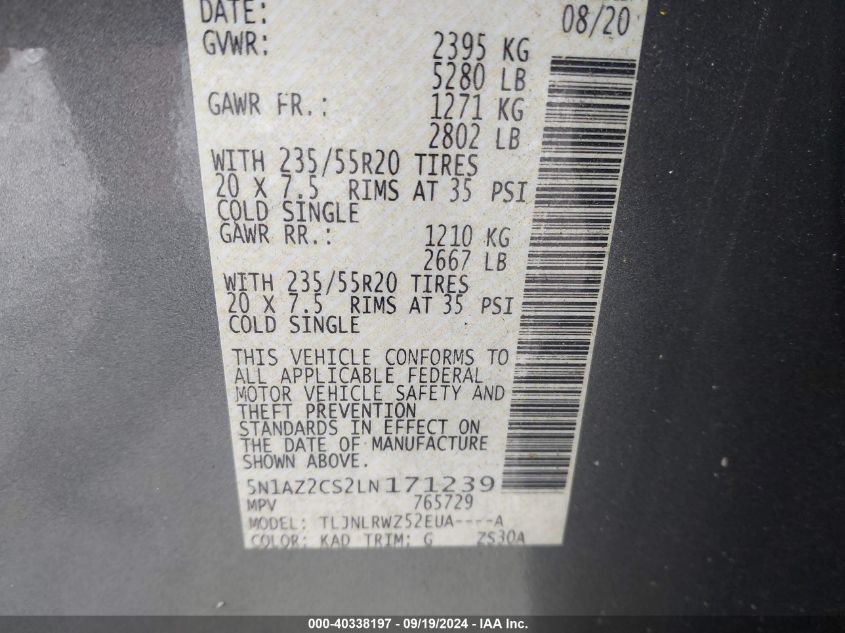 DATE: 08/20
GVWR: 2395 KG
5280 LB
GAWR FR.: 1271 KG
2802 LB
WITH 235/55R20 TIRES
20 X 7.5 RIMS AT 35 PSI
COLD SINGLE
GAWR RR.: 1210 KG
2667 LB
WITH 235/55R20 TIRES
20 X 7.5 RIMS AT 35 PSI
COLD SINGLE
THIS VEHICLE CONFORMS TO
ALL APPLICABLE FEDERAL
MOTOR VEHICLE SAFETY AND
THEFT PREVENTION
STANDARDS IN EFFECT ON
THE DATE OF MANUFACTURE
SHOWN ABOVE.
5N1AZ2CS2LN171239
MPV 765729
MODEL: TLJNLRWZ52EUA----A
COLOR: KAD TRIM: G ZS30A
000-40338197 - 09/19/2024 - IAA Inc.